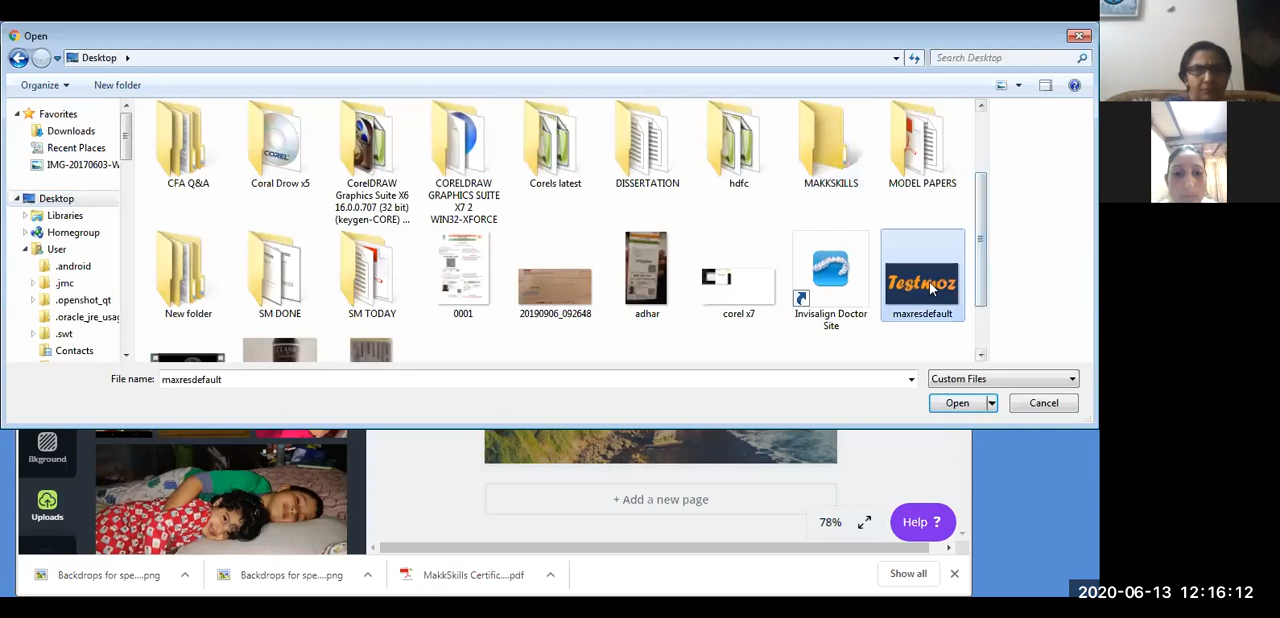 Open
Desktop
Search Desktop
Organize
New folder
Favorites
Downloads
Recent Places
IMG-20170603-W
Desktop
Libraries
Homegroup
User
.android
.jmc
.openshot_qt
.oracle_jre_usag
.swt
Contacts
CFA Q&A
Coral Drow x5
CorelDRAW
Graphics Suite X6
16.0.0.707 (32 bit)
(keygen-CORE) ...
CORELDRAW
GRAPHICS SUITE
X7 2
WIN32-XFORCE
Corels latest
DISSERTATION
hdfc
MAKKSKILLS
MODEL PAPERS
COREL
Testmoz
New folder
SM DONE
SM TODAY
0001
20190906_092648
adhar
corel x7
Invisalign Doctor
Site
maxresdefault
File name:
maxresdefault
Custom Files
Open
Cancel
Bkground
Uploads
+ Add a new page
78%
Help ?
Backdrops for spe....png
Backdrops for spe....png
MakkSkills Certific....pdf
Show all
2020-06-13 12:16:12